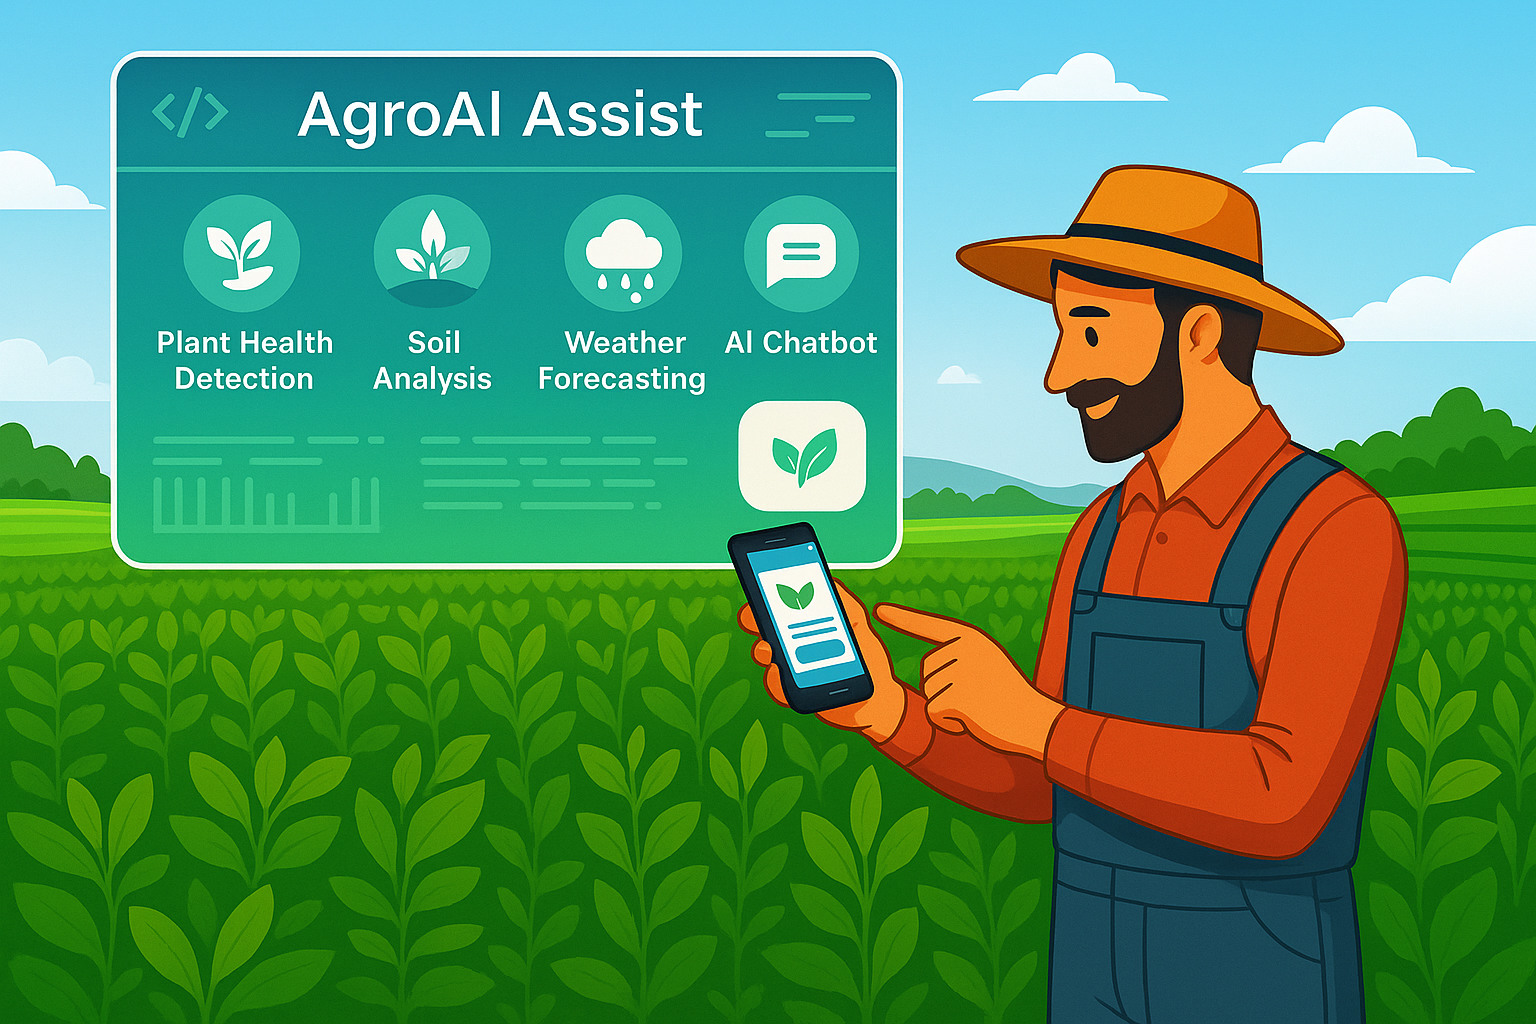 </> AgroAI Assist
Plant Health
Detection
Soil
Analysis
Weather
Forecasting
AI Chatbot